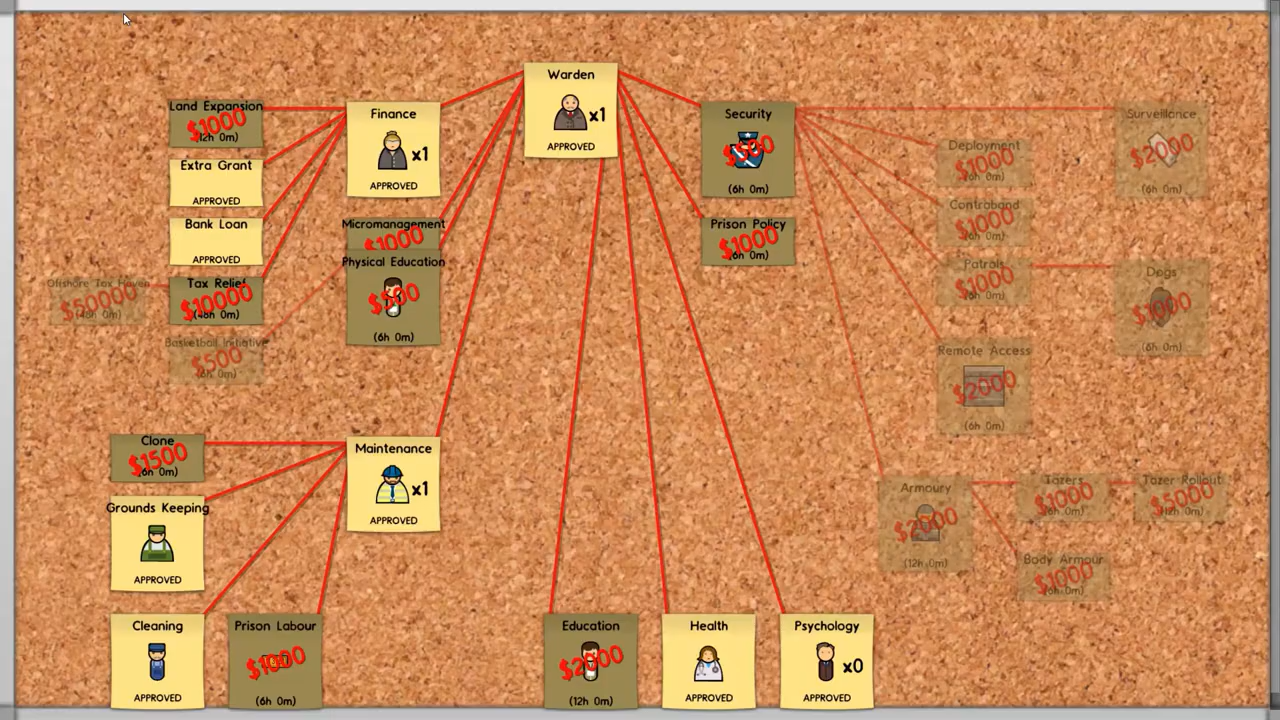 Warden
x1
APPROVED
Land Expansion
$1000
(12h 0m)
Finance
x1
APPROVED
Security
$500
(6h 0m)
Surveillance
$2000
(6h 0m)
Extra Grant
APPROVED
Deployment
$1000
(6h 0m)
Bank Loan
APPROVED
Micromanagement
$1000
Prison Policy
$1000
(6h 0m)
Contraband
$1000
(6h 0m)
Offshore Tax Haven
$50000
(48h 0m)
Tax Relief
$10000
(48h 0m)
Physical Education
$500
(6h 0m)
Patrols
$1000
(6h 0m)
Dogs
$1000
(6h 0m)
Basketball Initiative
$500
(6h 0m)
Remote Access
$2000
(6h 0m)
Clone
$1500
(6h 0m)
Maintenance
x1
APPROVED
Grounds Keeping
APPROVED
Armoury
$2000
(12h 0m)
Tazers
$1000
(6h 0m)
Tazer Rollout
$5000
(12h 0m)
Body Armour
$1000
(6h 0m)
Cleaning
APPROVED
Prison Labour
$1000
(6h 0m)
Education
$2000
(12h 0m)
Health
APPROVED
Psychology
x0
APPROVED